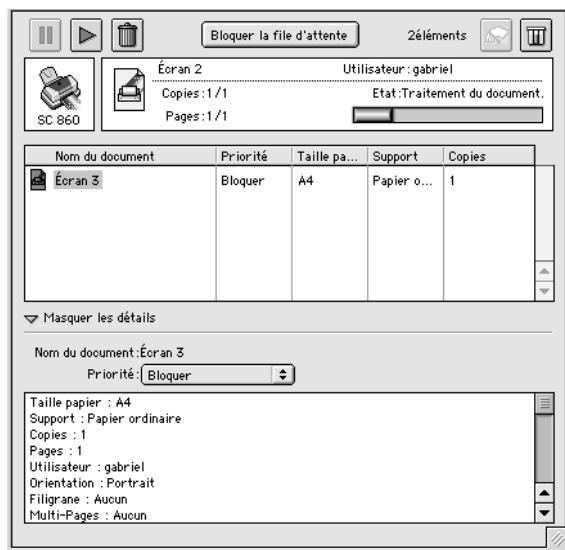 Bloquer la file d'attente 2éléments
SC 860
Écran 2 Utilisateur : gabriel
Copies : 1 /1 Etat :Traitement du document.
Pages : 1 /1
Nom du document Priorité Taille pa... Support Copies
Écran 3 Bloquer A4 Papier o... 1
Masquer les détails
Nom du document :Écran 3
Priorité : Bloquer
Taille papier : A4
Support : Papier ordinaire
Copies : 1
Pages : 1
Utilisateur : gabriel
Orientation : Portrait
Filigrane : Aucun
Multi-Pages : Aucun